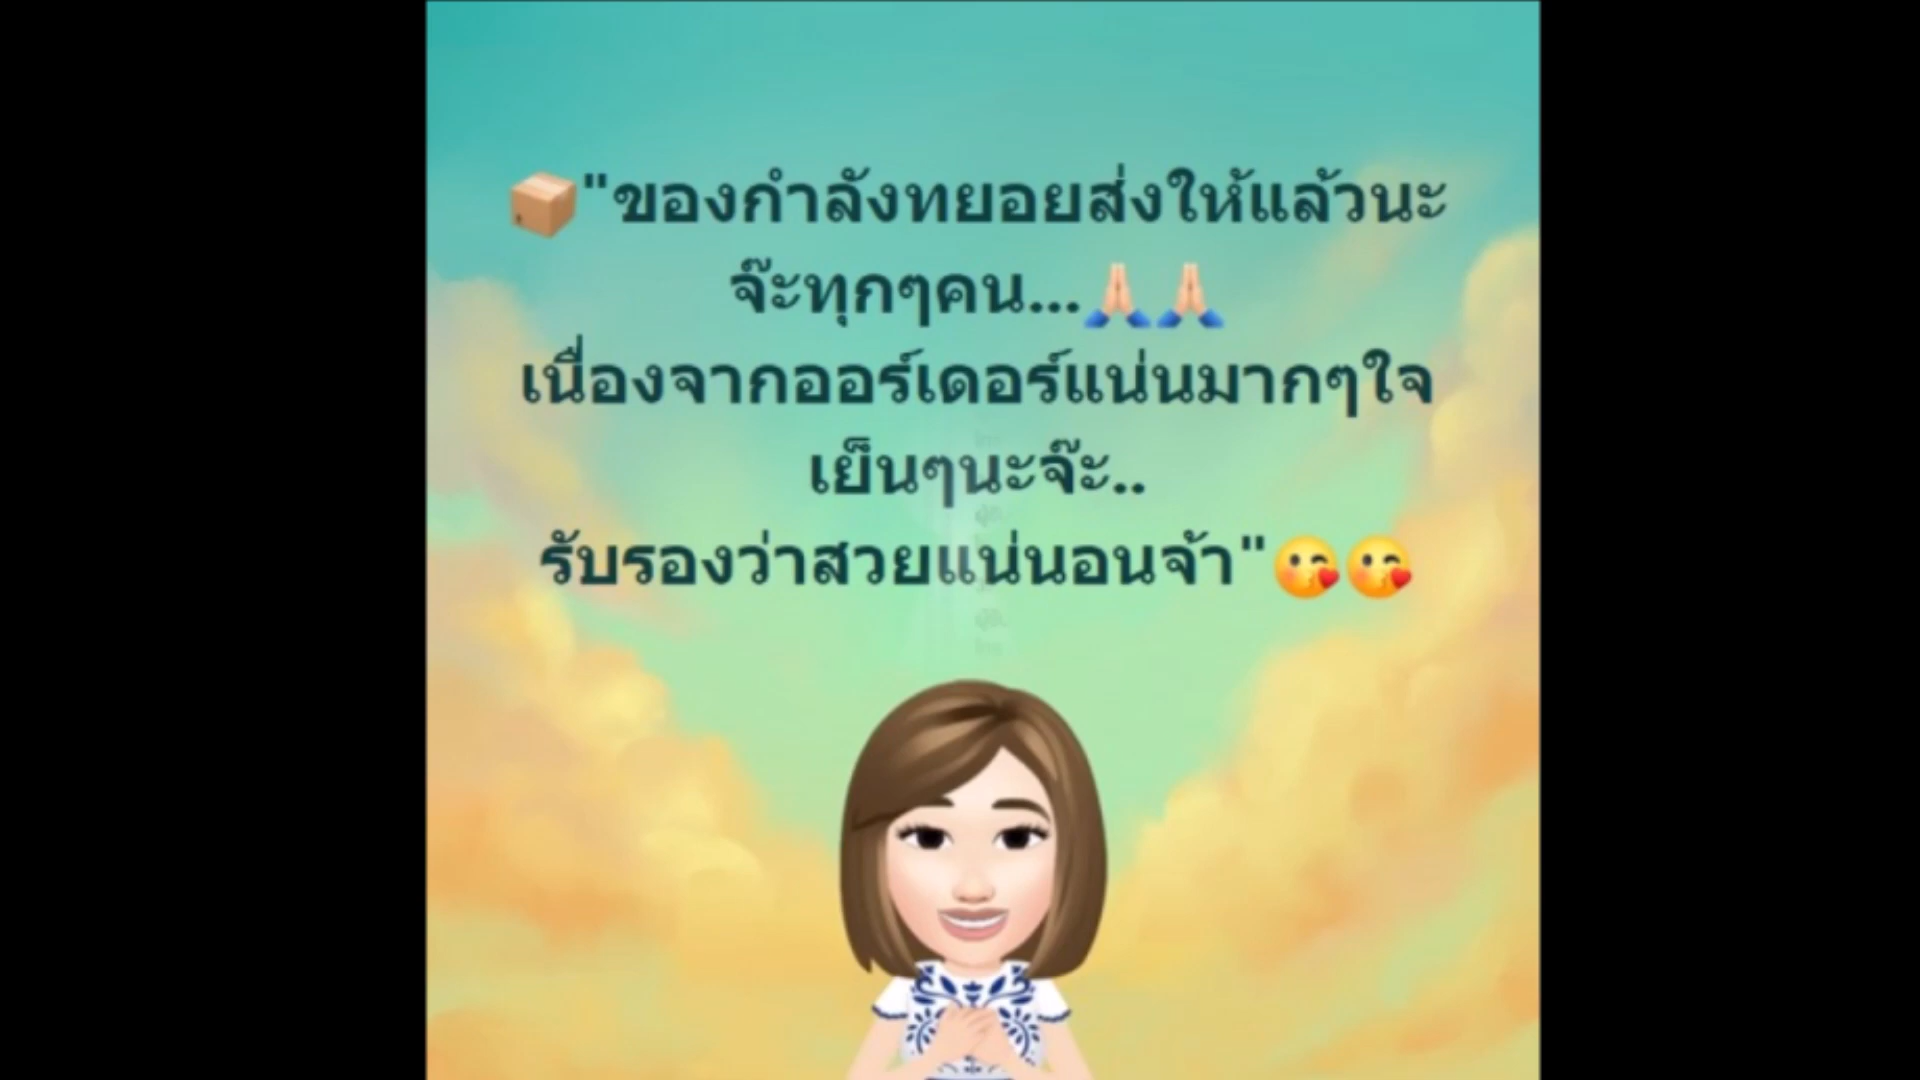 📦"ของกำลังทยอยส่งให้แล้วนะ
จ๊ะทุกๆคน...🙏🏻🙏🏻
เนื่องจากออร์เดอร์แน่นมากๆใจ
เย็นๆนะจ๊ะ..
รับรองว่าสวยแน่นอนจ้า"😘😘